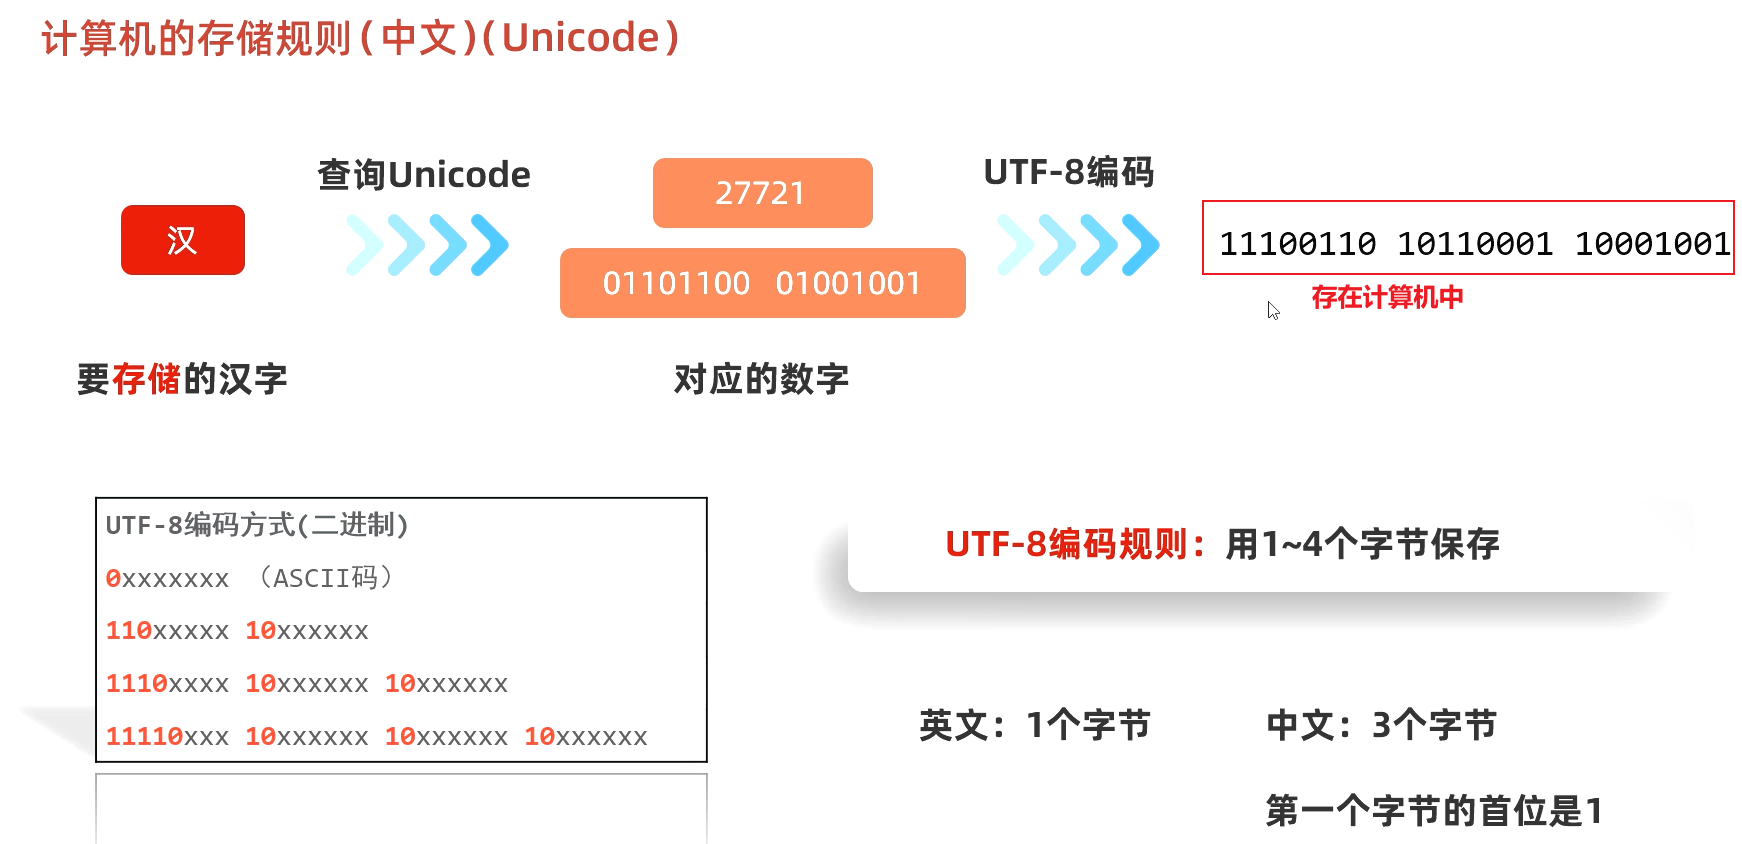 计算机的存储规则(中文)(Unicode)
查询Unicode
27721
UTF-8编码
汉
01101100 01001001
11100110 10110001 10001001
存在计算机中
要存储的汉字
对应的数字
UTF-8编码方式(二进制)
0xxxxxxx （ASCII码）
110xxxxx 10xxxxxx
1110xxxx 10xxxxxx 10xxxxxx
11110xxx 10xxxxxx 10xxxxxx 10xxxxxx
UTF-8编码规则：用1~4个字节保存
英文：1个字节
中文：3个字节
第一个字节的首位是1